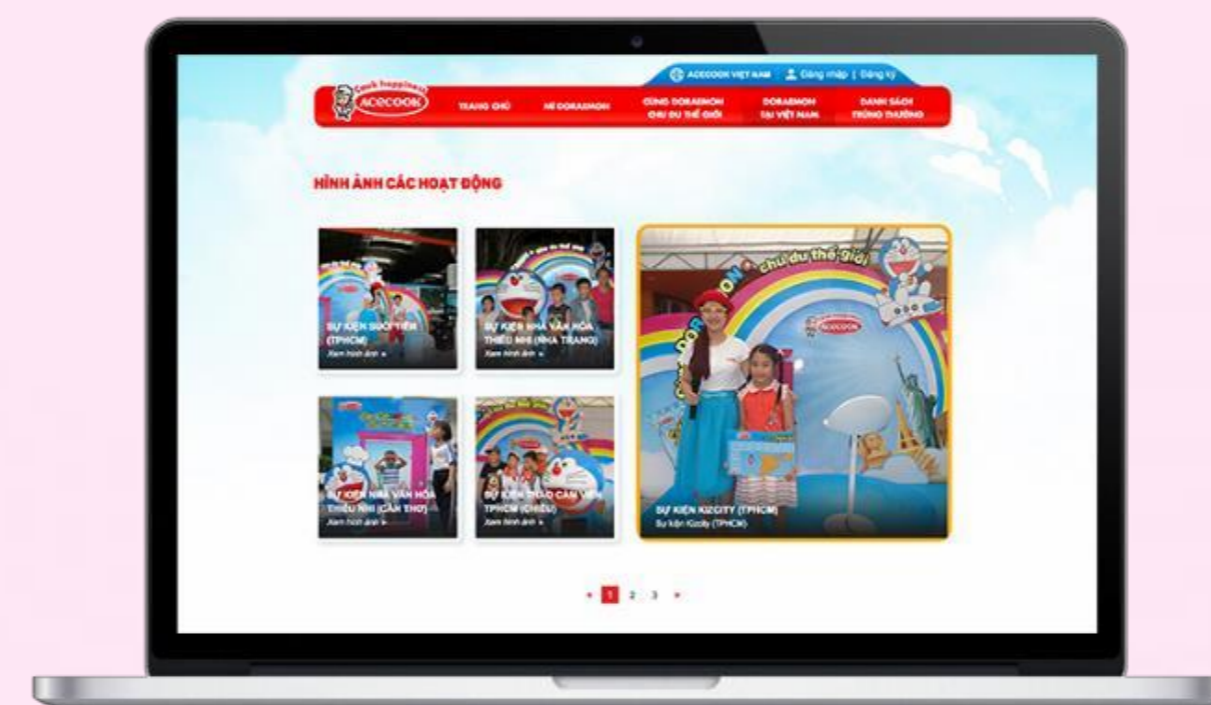 ACECOOK VIỆT NAM
Đăng nhập | Đăng ký
Cook happiness
ACECOOK
TRANG CHỦ
MÌ DORAEMON
CÙNG DORAEMON
CHU DU THẾ GIỚI
DORAEMON
TẠI VIỆT NAM
DANH SÁCH
TRÚNG THƯỞNG
HÌNH ẢNH CÁC HOẠT ĐỘNG
SỰ KIỆN SUỐI TIÊN
(TPHCM)
Xem hình ảnh »
SỰ KIỆN NHÀ VĂN HÓA
THIẾU NHI (NHA TRANG)
Xem hình ảnh »
chu du thế giới
ACECOOK
SỰ KIỆN NHÀ VĂN HÓA
THIẾU NHI (CẦN THƠ)
Xem hình ảnh »
SỰ KIỆN THẢO CẦM VIÊN
TPHCM (CHIỀU)
Xem hình ảnh »
SỰ KIỆN KIZCITY (TPHCM)
Sự kiện Kizcity (TPHCM)
« 1 2 3 »